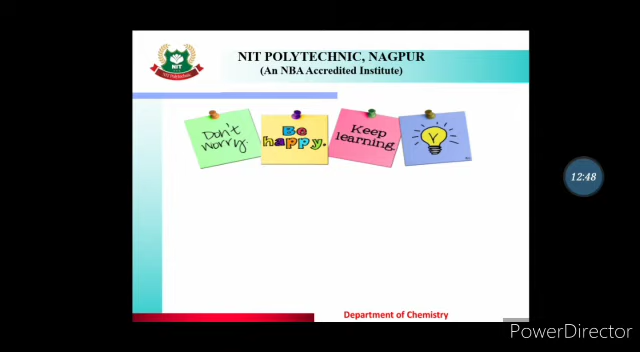 NIT POLYTECHNIC, NAGPUR
(An NBA Accredited Institute)
NIT
Don't worry.
Be happy.
Keep learning.
12:48
Department of Chemistry
PowerDirector